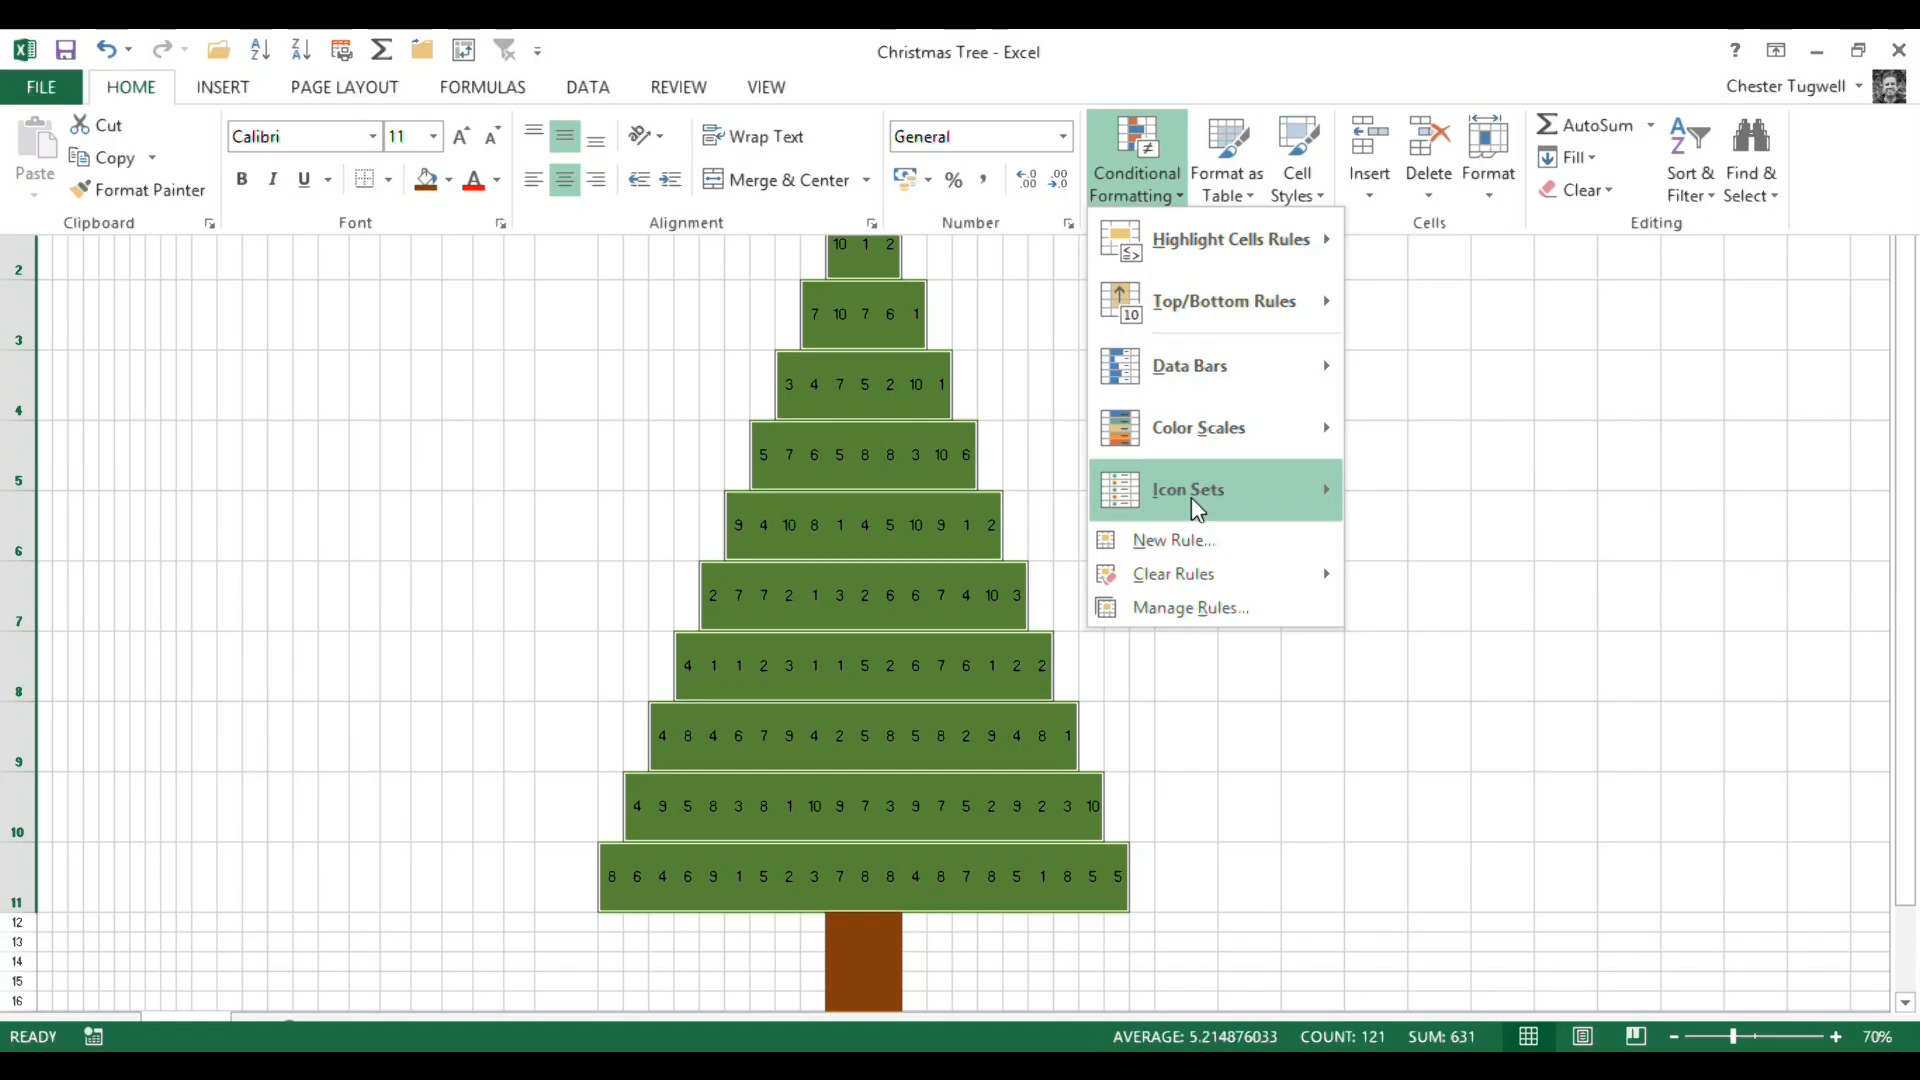 Christmas Tree - Excel
?
FILE HOME INSERT PAGE LAYOUT FORMULAS DATA REVIEW VIEW
Chester Tugwell
Paste
Cut
Copy
Format Painter
Clipboard
Calibri 11
B I U
Font
Wrap Text
Merge & Center
Alignment
General
%
Number
Conditional Formatting
Format as Table
Cell Styles
Insert
Delete
Format
Cells
AutoSum
Fill
Clear
Sort & Filter
Find & Select
Editing
Highlight Cells Rules
Top/Bottom Rules
Data Bars
Color Scales
Icon Sets
New Rule...
Clear Rules
Manage Rules...
10 1 2
2
7 10 7 6 1
3
3 4 7 5 2 10 1
4
5 7 6 5 8 8 3 10 6
5
9 4 10 8 1 4 5 10 9 1 2
6
2 7 7 2 1 3 2 6 6 7 4 10 3
7
4 1 1 2 3 1 1 5 2 6 7 6 1 2 2
8
4 8 4 6 7 9 4 2 5 8 5 8 2 9 4 8 1
9
4 9 5 8 3 8 1 10 9 7 3 9 7 5 2 9 2 3 10
10
8 6 4 6 9 1 5 2 3 7 8 8 4 8 7 8 5 1 8 5 5
11
12
13
14
15
16
READY
AVERAGE: 5.214876033 COUNT: 121 SUM: 631
70%